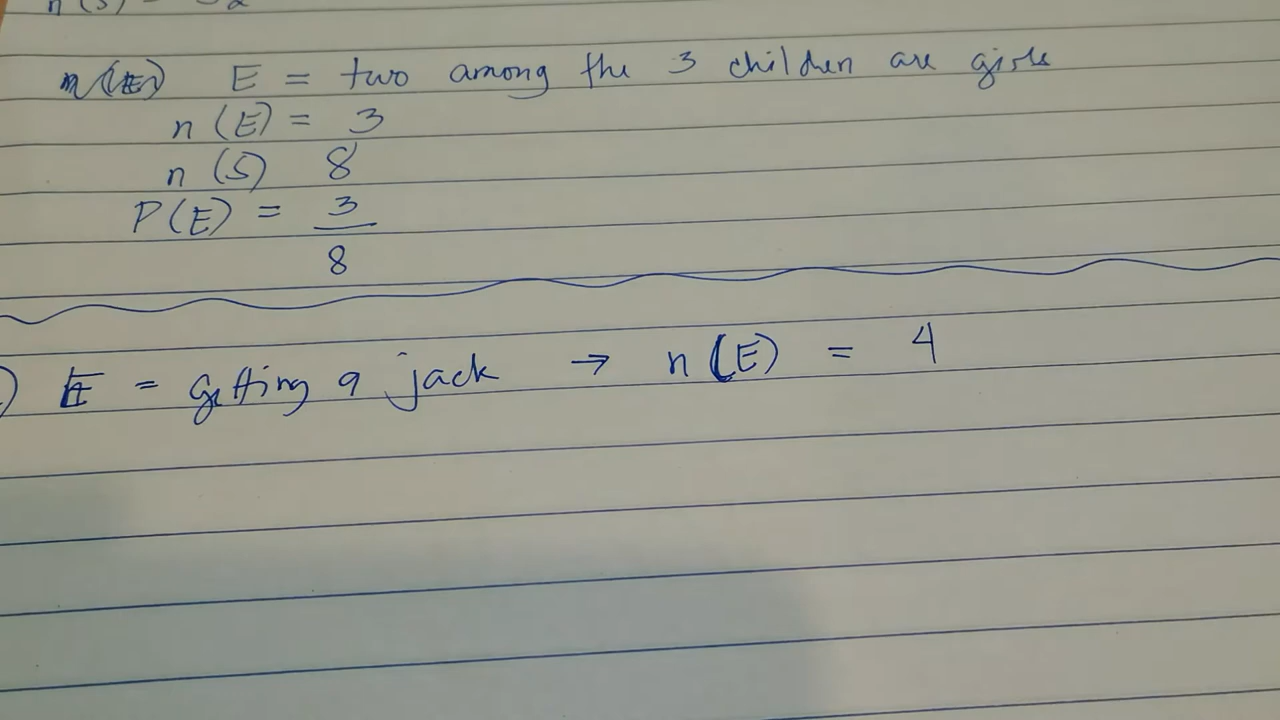 n(S)
E = two among the 3 children are girls
n (E) = 3
n (S) 8
P(E) = 3
8
) E = getting a jack → n (E) = 4